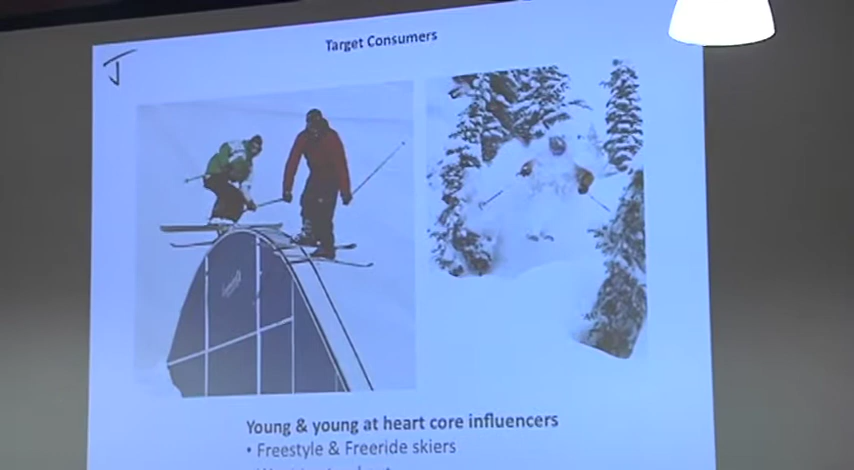 J
Target Consumers
Young & young at heart core influencers
• Freestyle & Freeride skiers